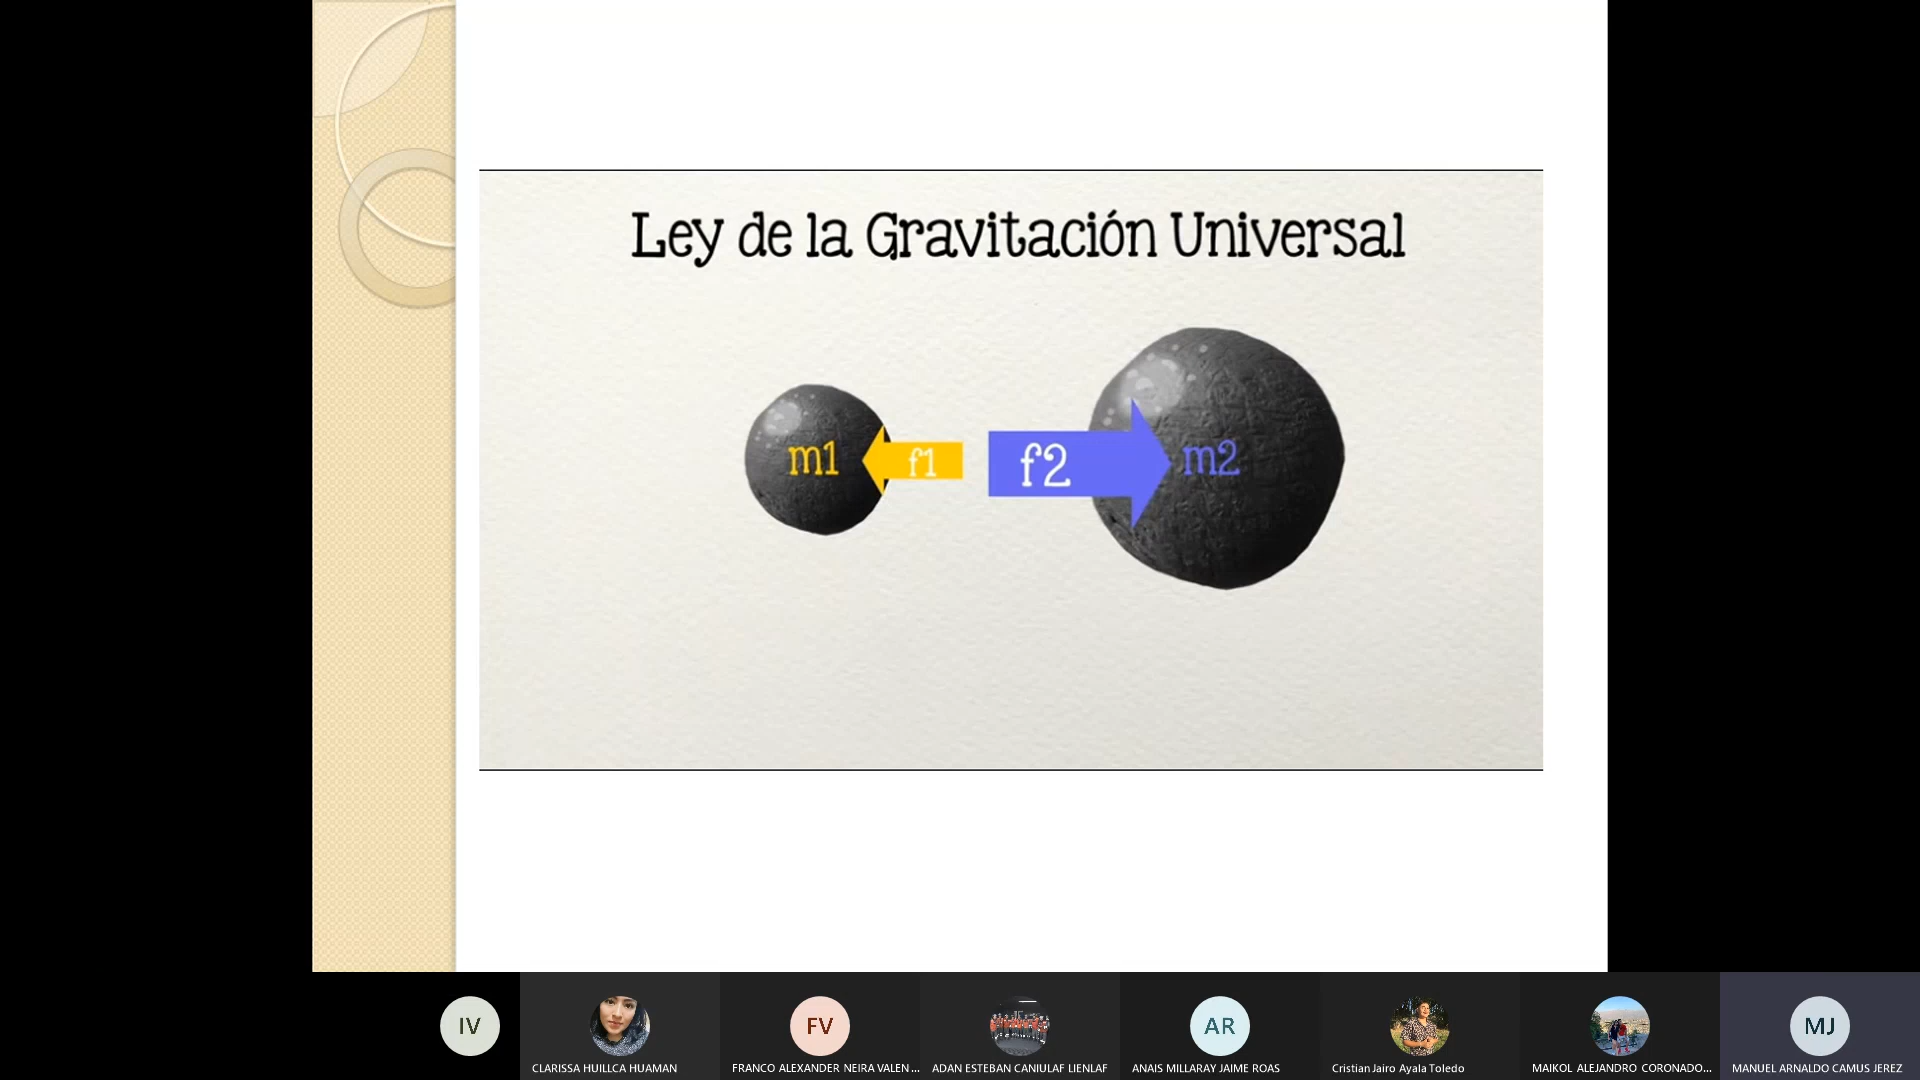 Ley de la Gravitación Universal
m1
f1
f2
m2
IV
FV
AR
MJ
CLARISSA HUILLCA HUAMAN
FRANCO ALEXANDER NEIRA VALEN...
ADAN ESTEBAN CANIULAF LIENLAF
ANAIS MILLARAY JAIME ROAS
Cristian Jairo Ayala Toledo
MAIKOL ALEJANDRO CORONADO...
MANUEL ARNALDO CAMUS JEREZ